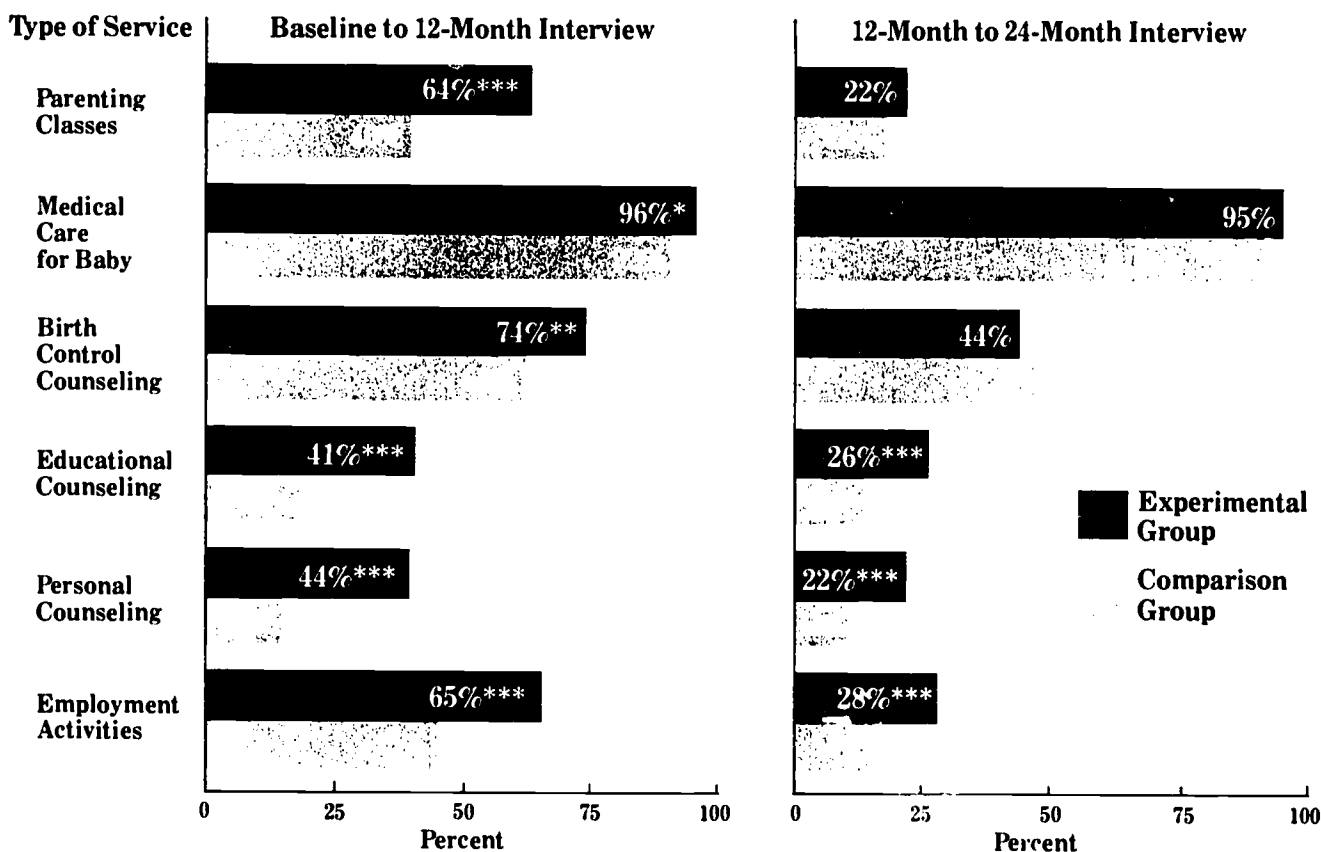 Type of Service
Baseline to 12-Month Interview
12-Month to 24-Month Interview
Parenting
Classes
64%***
22%
Medical
Care
for Baby
96%*
95%
Birth
Control
Counseling
74%**
44%
Educational
Counseling
41%***
26%***
Personal
Counseling
44%***
22%***
Employment
Activities
65%***
28%***
Experimental
Group
Comparison
Group
0 25 50 75 100
Percent
0 25 50 75 100
Percent